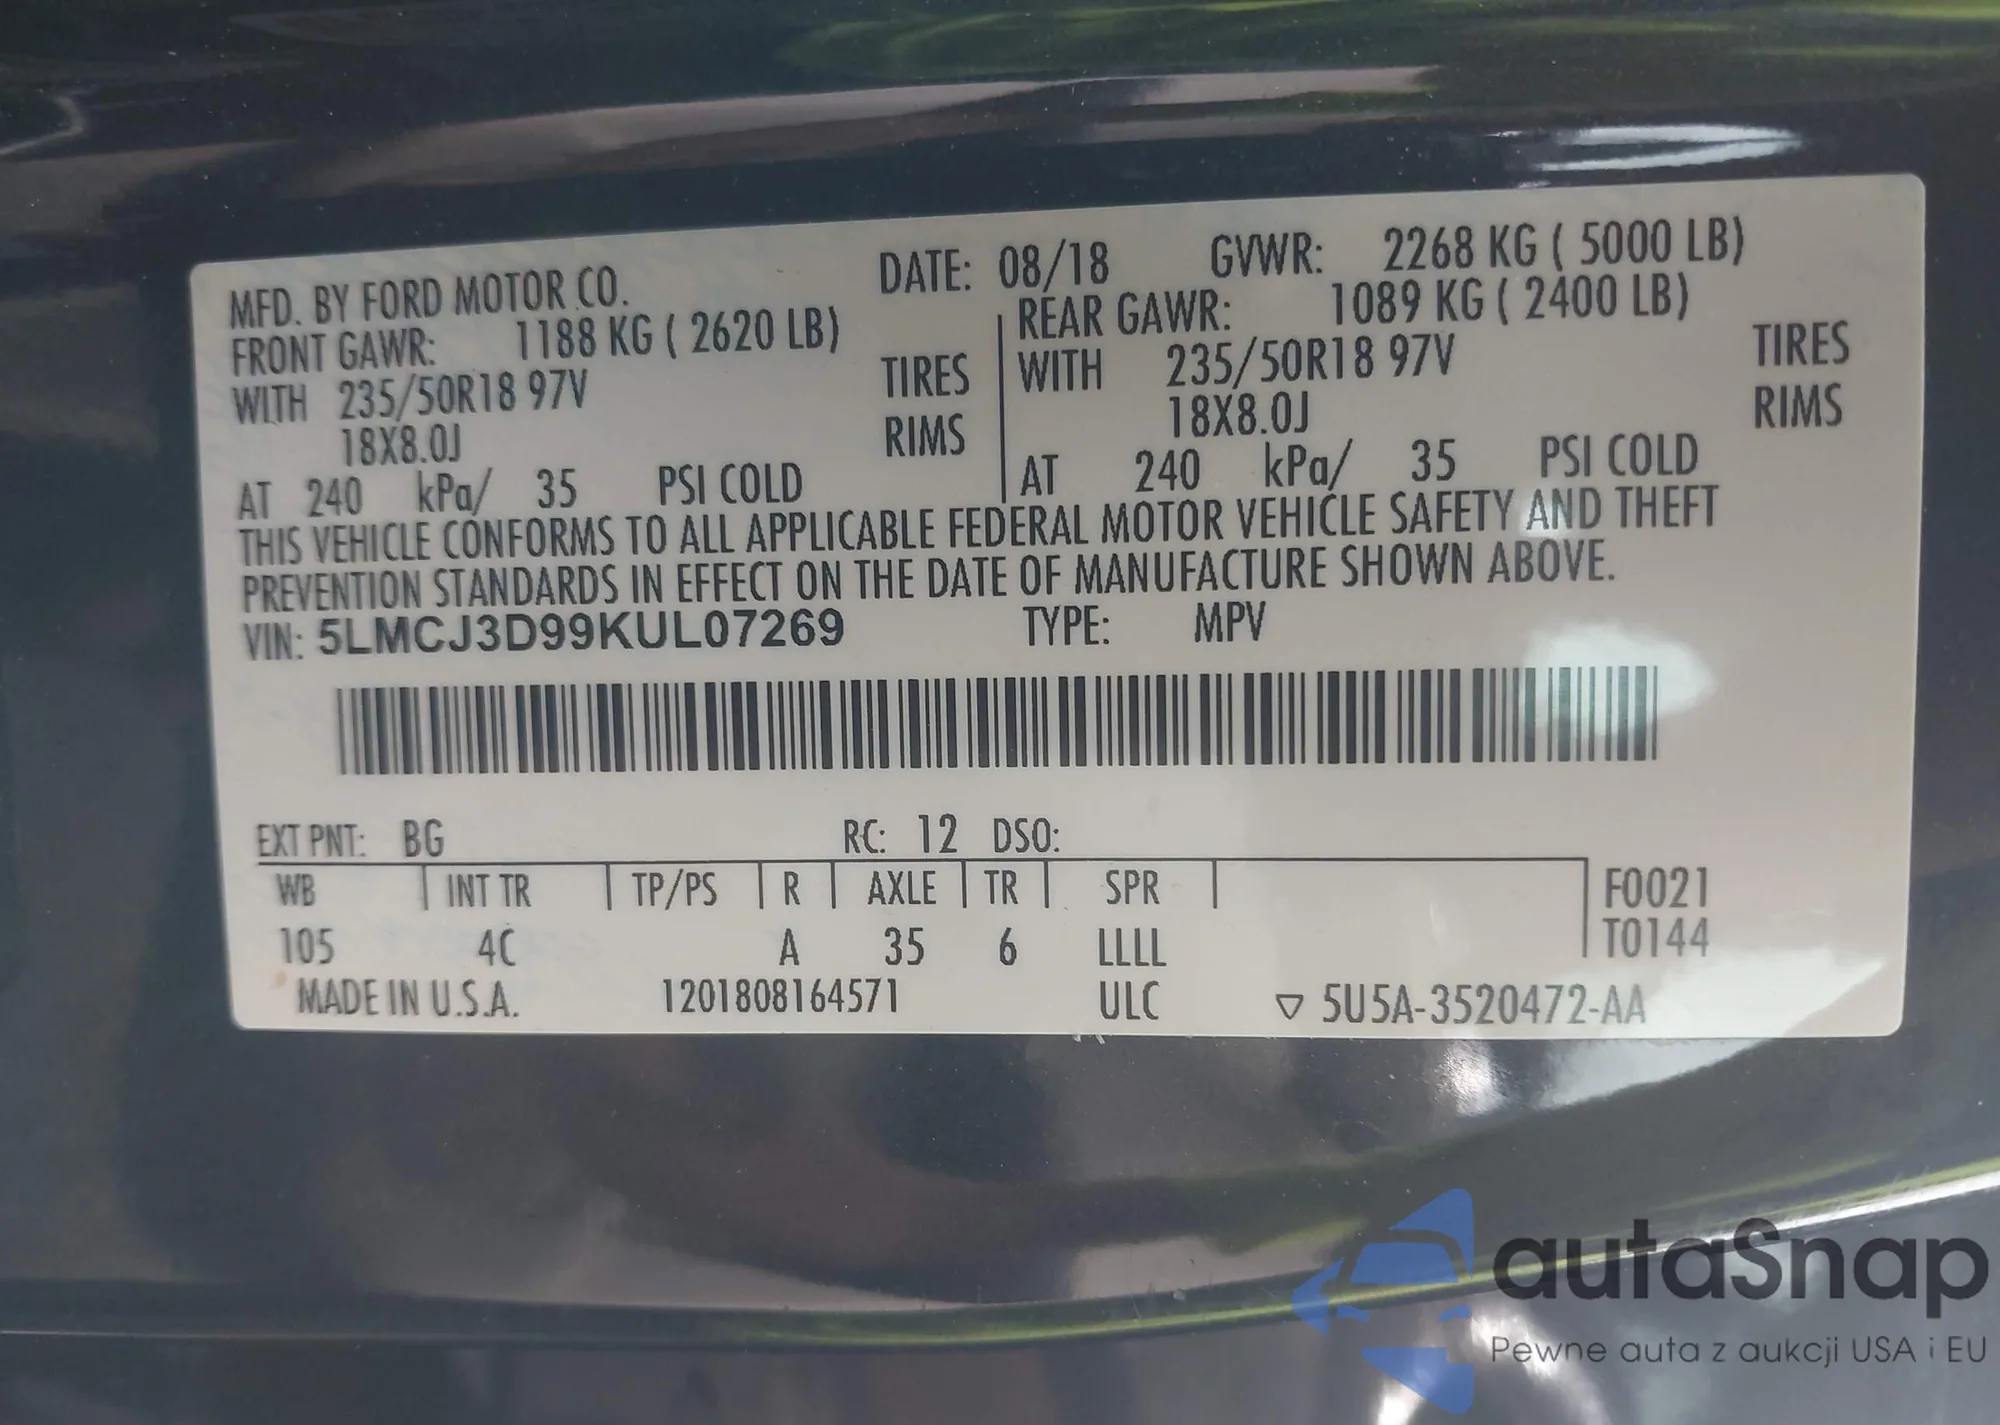 MFD. BY FORD MOTOR CO. DATE: 08/18 GVWR: 2268 KG ( 5000 LB)
FRONT GAWR: 1188 KG ( 2620 LB) REAR GAWR: 1089 KG ( 2400 LB)
WITH 235/50R18 97V TIRES WITH 235/50R18 97V TIRES
18X8.0J RIMS 18X8.0J RIMS
AT 240 kPa/ 35 PSI COLD AT 240 kPa/ 35 PSI COLD
THIS VEHICLE CONFORMS TO ALL APPLICABLE FEDERAL MOTOR VEHICLE SAFETY AND THEFT
PREVENTION STANDARDS IN EFFECT ON THE DATE OF MANUFACTURE SHOWN ABOVE.
VIN: 5LMCJ3D99KUL07269 TYPE: MPV
EXT PNT: BG RC: 12 DSO:
WB INT TR TP/PS R AXLE TR SPR F0021
105 4C A 35 6 LLLL T0144
MADE IN U.S.A. 1201808164571 ULC ▽ 5U5A-3520472-AA
autaSnap
Pewne auta z aukcji USA i EU